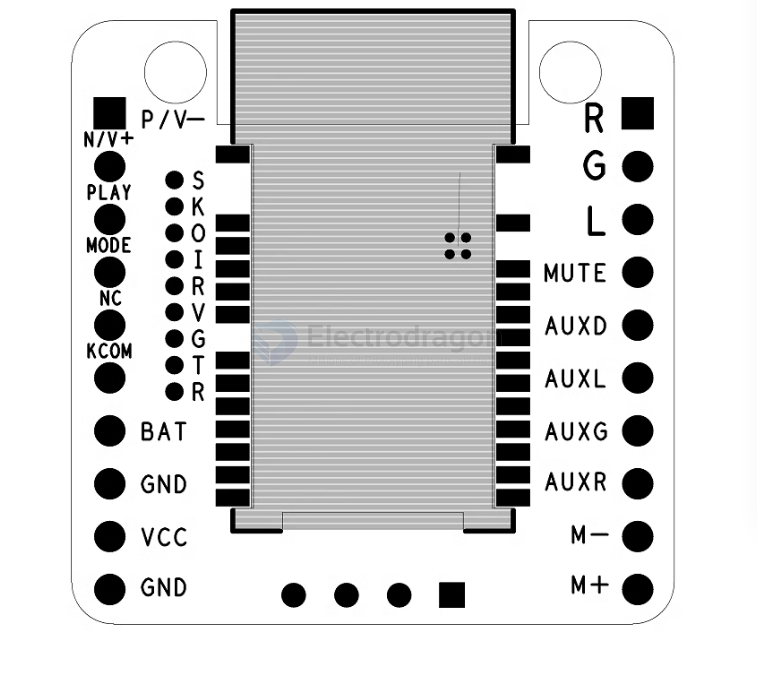 P/V—
N/V+
PLAY
MODE
NC
KCOM
BAT
GND
VCC
GND
S
K
O
I
R
V
G
T
R
Electrodragon
R
G
L
MUTE
AUXD
AUXL
AUXG
AUXR
M—
M+